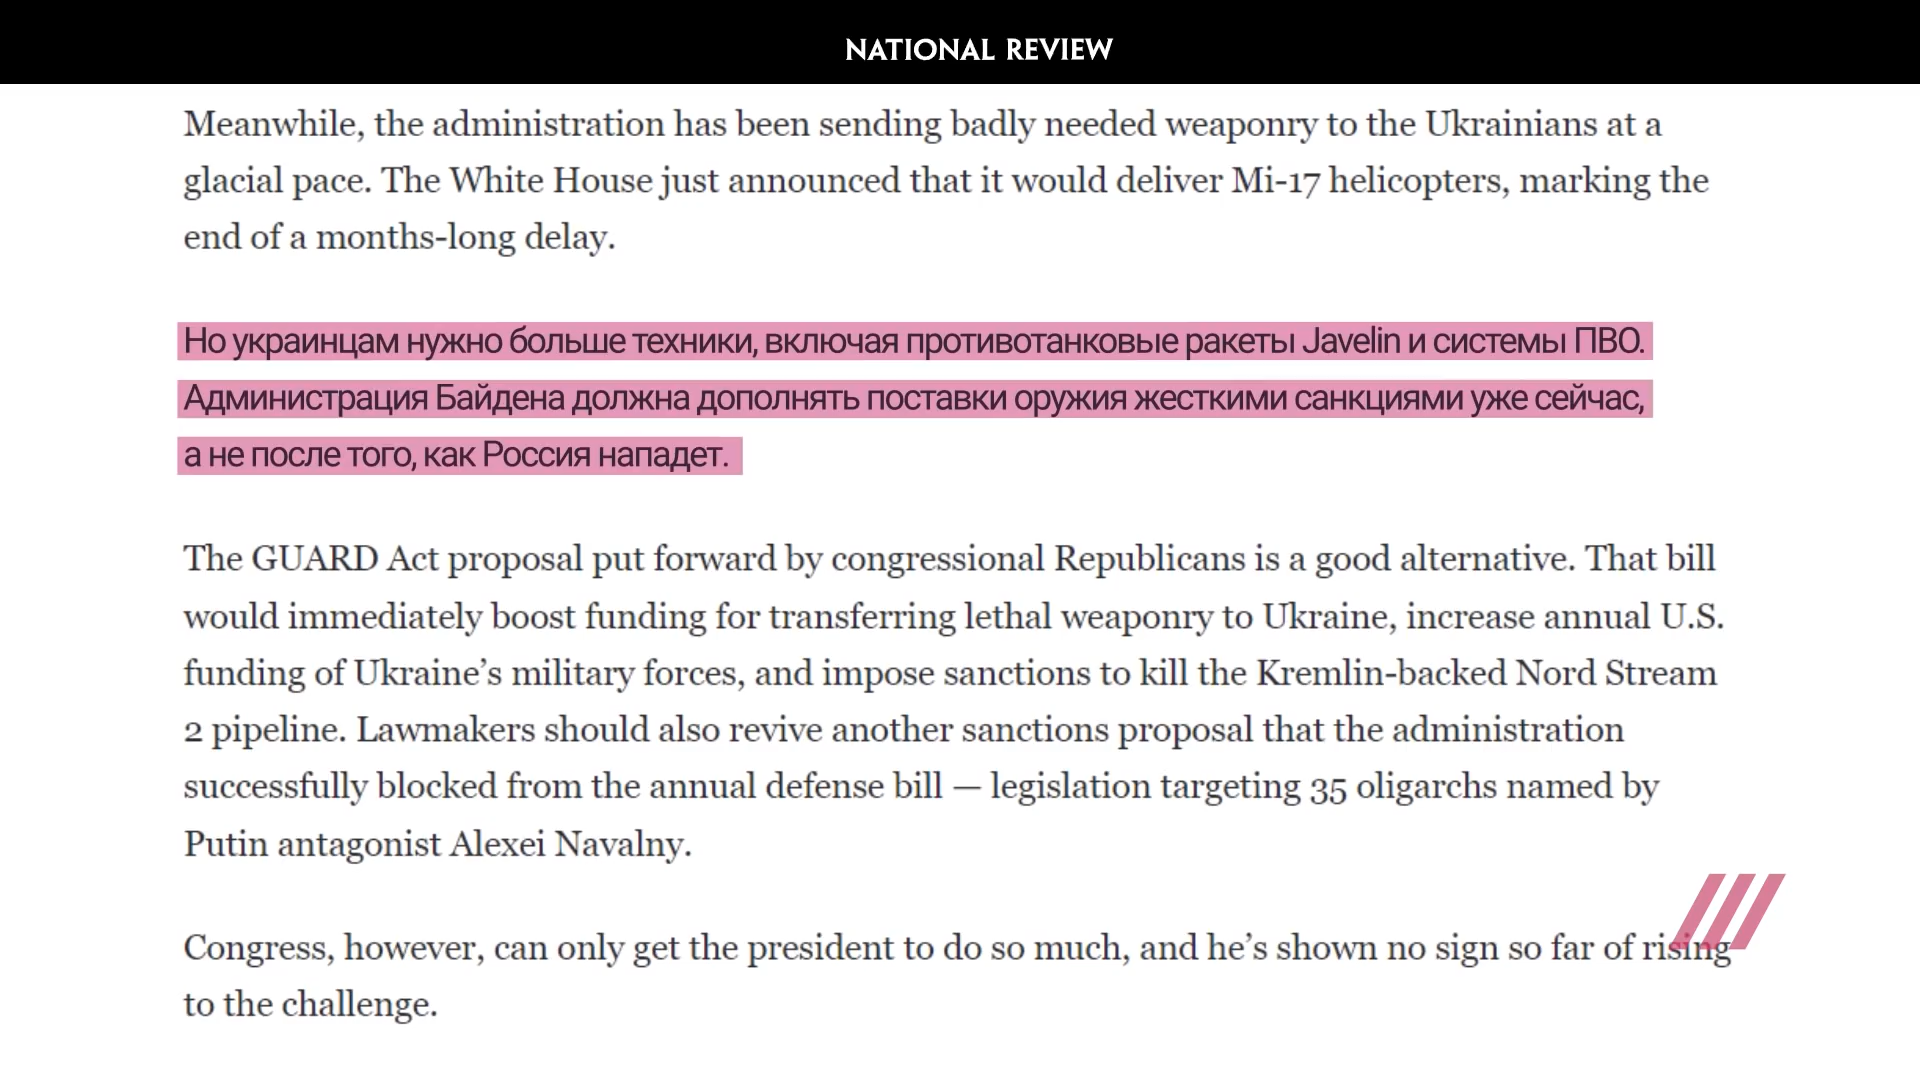 NATIONAL REVIEW
Meanwhile, the administration has been sending badly needed weaponry to the Ukrainians at a
glacial pace. The White House just announced that it would deliver Mi-17 helicopters, marking the
end of a months-long delay.
Но украинцам нужно больше техники, включая противотанковые ракеты Javelin и системы ПВО.
Администрация Байдена должна дополнять поставки оружия жесткими санкциями уже сейчас,
а не после того, как Россия нападет.
The GUARD Act proposal put forward by congressional Republicans is a good alternative. That bill
would immediately boost funding for transferring lethal weaponry to Ukraine, increase annual U.S.
funding of Ukraine’s military forces, and impose sanctions to kill the Kremlin-backed Nord Stream
2 pipeline. Lawmakers should also revive another sanctions proposal that the administration
successfully blocked from the annual defense bill — legislation targeting 35 oligarchs named by
Putin antagonist Alexei Navalny.
Congress, however, can only get the president to do so much, and he’s shown no sign so far of rising
to the challenge.